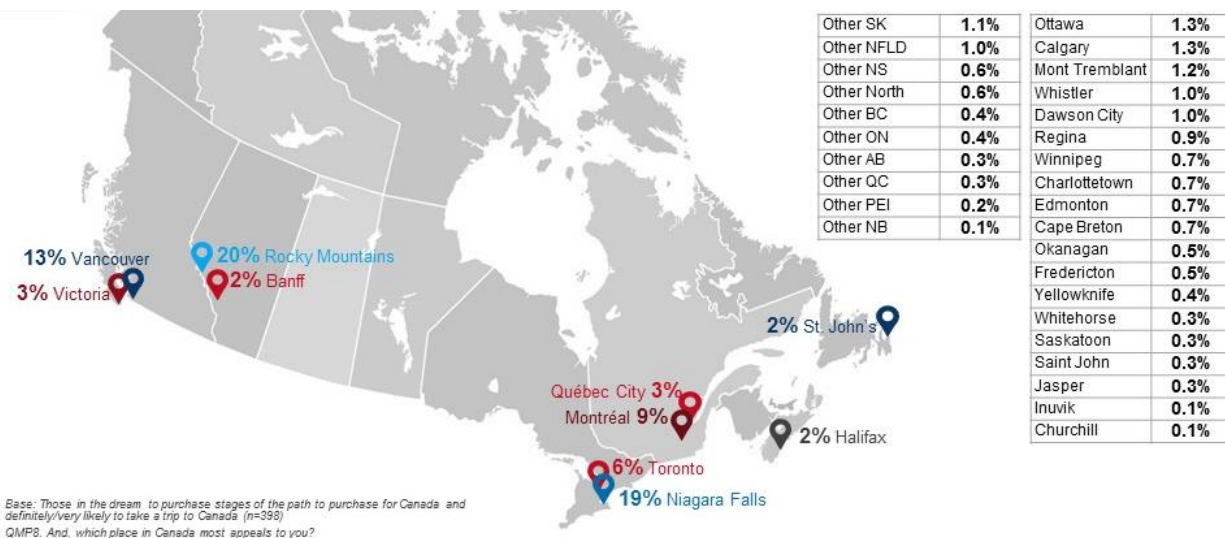 13% Vancouver
3% Victoria
20% Rocky Mountains
2% Banff
2% St. John's
Québec City 3%
Montréal 9%
2% Halifax
6% Toronto
19% Niagara Falls
Other SK 1.1%
Other NFLD 1.0%
Other NS 0.6%
Other North 0.6%
Other BC 0.4%
Other ON 0.4%
Other AB 0.3%
Other QC 0.3%
Other PEI 0.2%
Other NB 0.1%
Ottawa 1.3%
Calgary 1.3%
Mont Tremblant 1.2%
Whistler 1.0%
Dawson City 1.0%
Regina 0.9%
Winnipeg 0.7%
Charlottetown 0.7%
Edmonton 0.7%
Cape Breton 0.7%
Okanagan 0.5%
Fredericton 0.5%
Yellowknife 0.4%
Whitehorse 0.3%
Saskatoon 0.3%
Saint John 0.3%
Jasper 0.3%
Inuvik 0.1%
Churchill 0.1%
Base: Those in the dream to purchase stages of the path to purchase for Canada and
definitely/very likely to take a trip to Canada (n=398)
QMP8. And, which place in Canada most appeals to you?